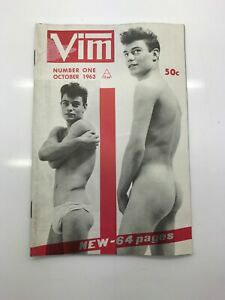 Vim
NUMBER ONE
OCTOBER 1963
50c
NEW-64 pages